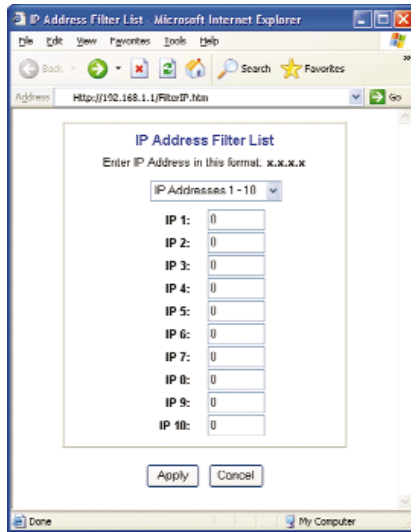 IP Address Filter List - Microsoft Internet Explorer
File Edit View Favorites Tools Help
Back Search Favorites »
Address Http://192.168.1.1/FilterIP.htm Go
IP Address Filter List
Enter IP Address in this format: x.x.x.x
IP Addresses 1 - 10
IP 1: 0
IP 2: 0
IP 3: 0
IP 4: 0
IP 5: 0
IP 6: 0
IP 7: 0
IP 8: 0
IP 9: 0
IP 10: 0
Apply Cancel
Done My Computer